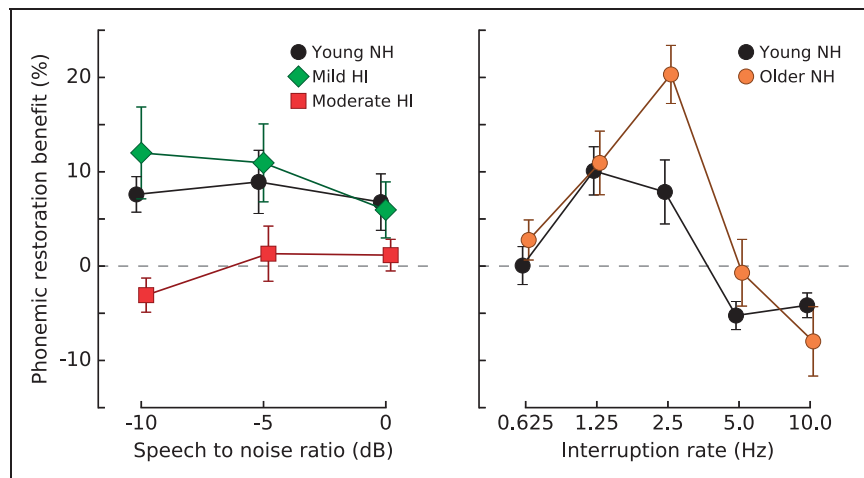 Phonemic restoration benefit (%)
20
10
0
-10
Young NH
Mild HI
Moderate HI
-10
-5
0
Speech to noise ratio (dB)
Young NH
Older NH
0.625
1.25
2.5
5.0
10.0
Interruption rate (Hz)